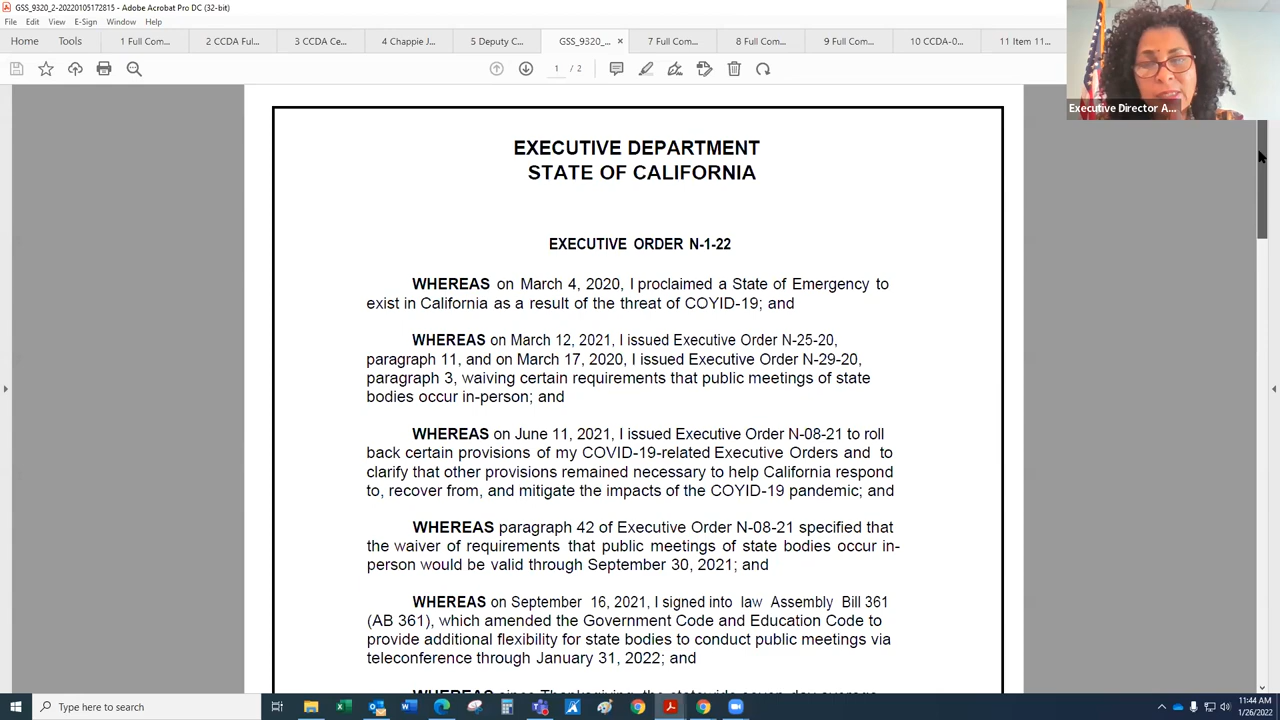 GSS_9320_2-20220105172815 - Adobe Acrobat Pro DC (32-bit)
File Edit View E-Sign Window Help
Home Tools 1 Full Com... 2 CCDA Ful... 3 CCDA Ce... 4 Chappie J... 5 Deputy C... GSS_9320_... × 7 Full Com... 8 Full Com... 9 Full Com... 10 CCDA-0... 11 Item 11...
1 / 2
Executive Director A...
EXECUTIVE DEPARTMENT
STATE OF CALIFORNIA
EXECUTIVE ORDER N-1-22
WHEREAS on March 4, 2020, I proclaimed a State of Emergency to
exist in California as a result of the threat of COYID-19; and
WHEREAS on March 12, 2021, I issued Executive Order N-25-20,
paragraph 11, and on March 17, 2020, I issued Executive Order N-29-20,
paragraph 3, waiving certain requirements that public meetings of state
bodies occur in-person; and
WHEREAS on June 11, 2021, I issued Executive Order N-08-21 to roll
back certain provisions of my COVID-19-related Executive Orders and to
clarify that other provisions remained necessary to help California respond
to, recover from, and mitigate the impacts of the COYID-19 pandemic; and
WHEREAS paragraph 42 of Executive Order N-08-21 specified that
the waiver of requirements that public meetings of state bodies occur in-
person would be valid through September 30, 2021; and
WHEREAS on September 16, 2021, I signed into law Assembly Bill 361
(AB 361), which amended the Government Code and Education Code to
provide additional flexibility for state bodies to conduct public meetings via
teleconference through January 31, 2022; and
WHEREAS since Thanksgiving, the statewide seven-day average
Type here to search
11:44 AM
1/26/2022